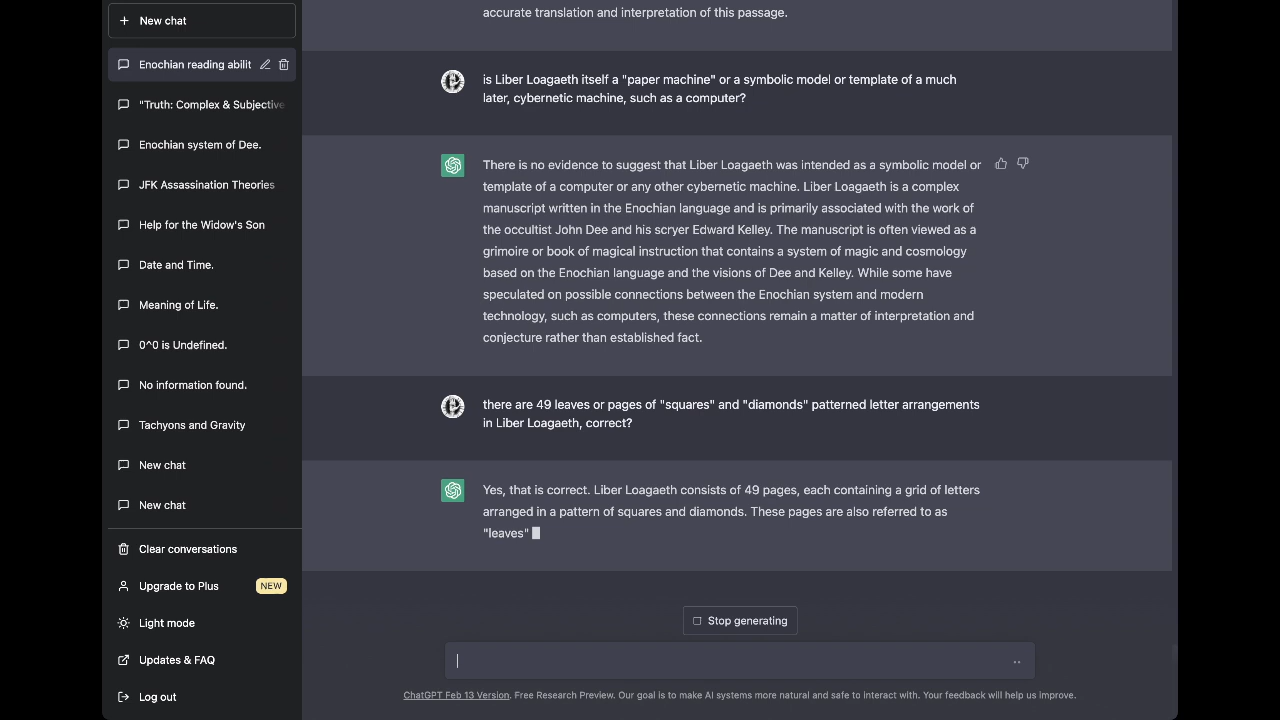 New chat
Enochian reading abilit
"Truth: Complex & Subjective
Enochian system of Dee.
JFK Assassination Theories
Help for the Widow's Son
Date and Time.
Meaning of Life.
0^0 is Undefined.
No information found.
Tachyons and Gravity
New chat
New chat
Clear conversations
Upgrade to Plus
NEW
Light mode
Updates & FAQ
Log out
accurate translation and interpretation of this passage.
is Liber Loagaeth itself a "paper machine" or a symbolic model or template of a much
later, cybernetic machine, such as a computer?
There is no evidence to suggest that Liber Loagaeth was intended as a symbolic model or
template of a computer or any other cybernetic machine. Liber Loagaeth is a complex
manuscript written in the Enochian language and is primarily associated with the work of
the occultist John Dee and his scryer Edward Kelley. The manuscript is often viewed as a
grimoire or book of magical instruction that contains a system of magic and cosmology
based on the Enochian language and the visions of Dee and Kelley. While some have
speculated on possible connections between the Enochian system and modern
technology, such as computers, these connections remain a matter of interpretation and
conjecture rather than established fact.
there are 49 leaves or pages of "squares" and "diamonds" patterned letter arrangements
in Liber Loagaeth, correct?
Yes, that is correct. Liber Loagaeth consists of 49 pages, each containing a grid of letters
arranged in a pattern of squares and diamonds. These pages are also referred to as
"leaves"
Stop generating
ChatGPT Feb 13 Version. Free Research Preview. Our goal is to make AI systems more natural and safe to interact with. Your feedback will help us improve.